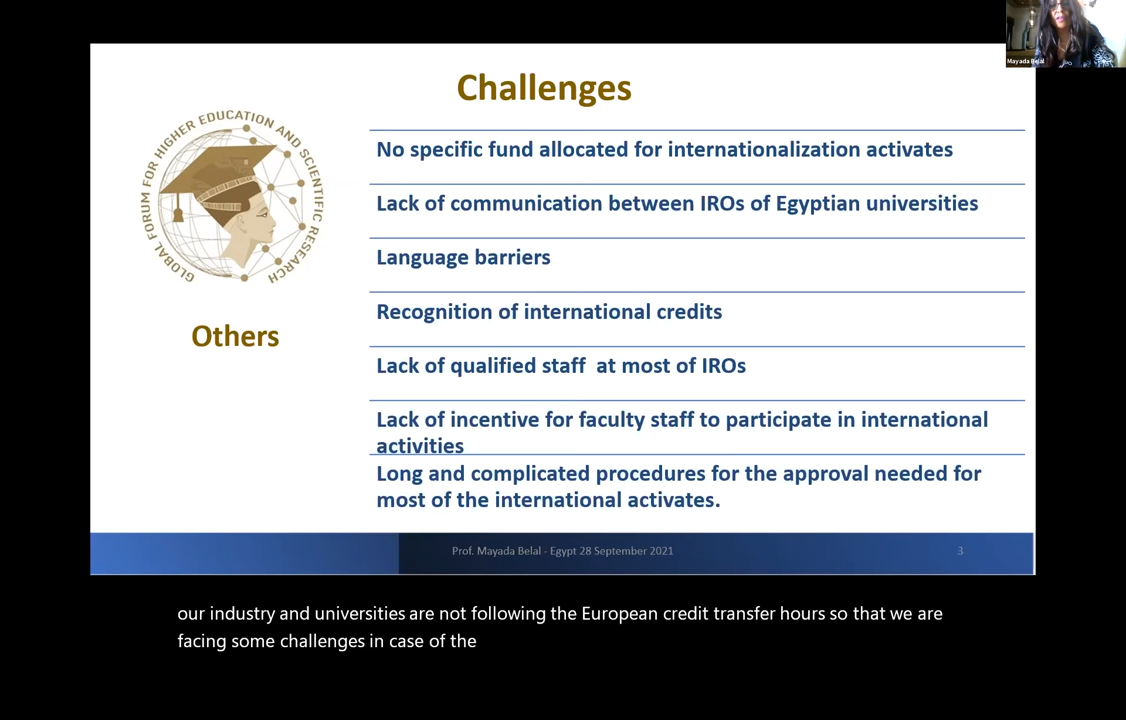 Mayada Belal
Challenges
GLOBAL FORUM FOR HIGHER EDUCATION AND SCIENTIFIC RESEARCH
Others
No specific fund allocated for internationalization activates
Lack of communication between IROs of Egyptian universities
Language barriers
Recognition of international credits
Lack of qualified staff  at most of IROs
Lack of incentive for faculty staff to participate in international
activities
Long and complicated procedures for the approval needed for
most of the international activates.
Prof. Mayada Belal - Egypt 28 September 2021
3
our industry and universities are not following the European credit transfer hours so that we are
facing some challenges in case of the